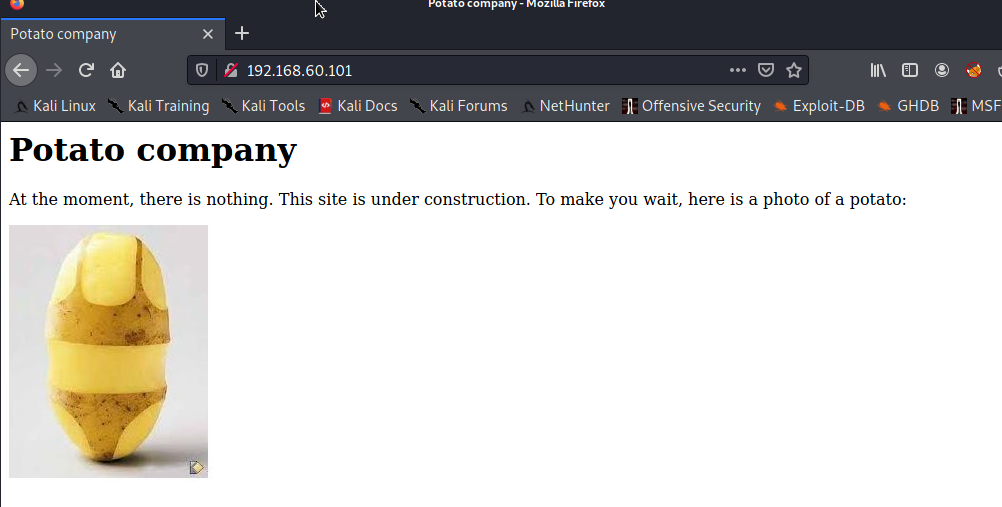 Potato company - Mozilla Firefox
Potato company
192.168.60.101
Kali Linux Kali Training Kali Tools Kali Docs Kali Forums NetHunter Offensive Security Exploit-DB GHDB MSF
Potato company
At the moment, there is nothing. This site is under construction. To make you wait, here is a photo of a potato: